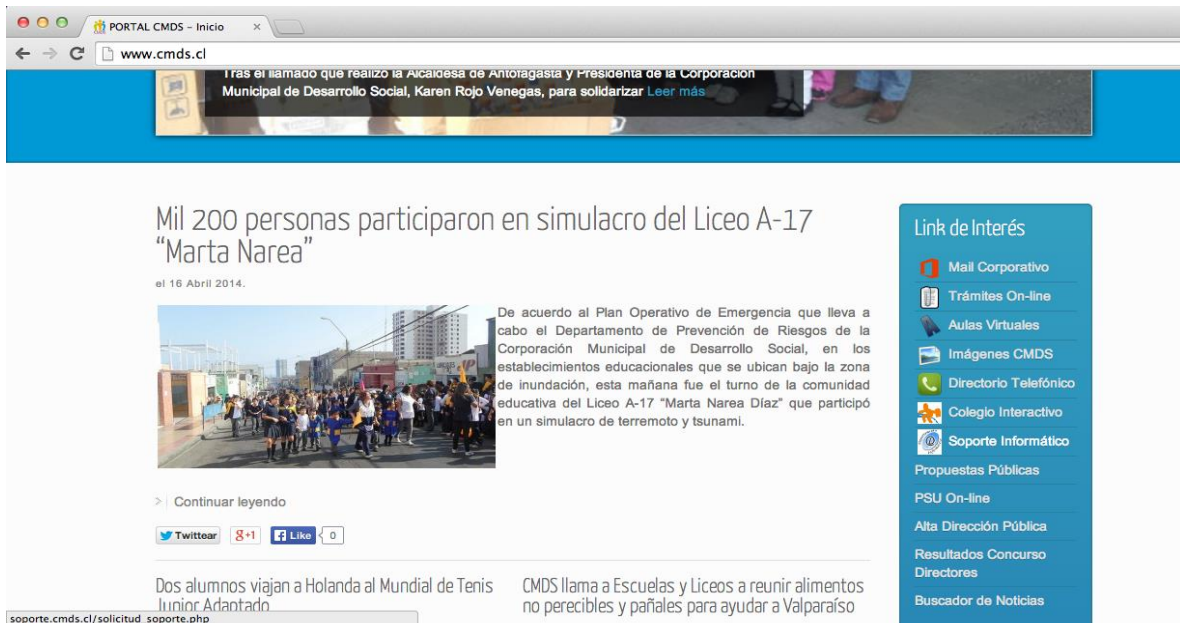 PORTAL CMDS – Inicio
www.cmds.cl
Tras el llamado que realizó la Alcaldesa de Antofagasta y Presidenta de la Corporación
Municipal de Desarrollo Social, Karen Rojo Venegas, para solidarizar Leer más
Mil 200 personas participaron en simulacro del Liceo A-17
“Marta Narea”
el 16 Abril 2014.
De acuerdo al Plan Operativo de Emergencia que lleva a
cabo el Departamento de Prevención de Riesgos de la
Corporación Municipal de Desarrollo Social, en los
establecimientos educacionales que se ubican bajo la zona
de inundación, esta mañana fue el turno de la comunidad
educativa del Liceo A-17 “Marta Narea Díaz” que participó
en un simulacro de terremoto y tsunami.
Continuar leyendo
Twittear
g+1
Like
0
Dos alumnos viajan a Holanda al Mundial de Tenis
Junior Adaptado
CMDS llama a Escuelas y Liceos a reunir alimentos
no perecibles y pañales para ayudar a Valparaíso
Link de Interés
Mail Corporativo
Trámites On-line
Aulas Virtuales
Imágenes CMDS
Directorio Telefónico
Colegio Interactivo
Soporte Informático
Propuestas Públicas
PSU On-line
Alta Dirección Pública
Resultados Concurso
Directores
Buscador de Noticias
soporte.cmds.cl/solicitud_soporte.php